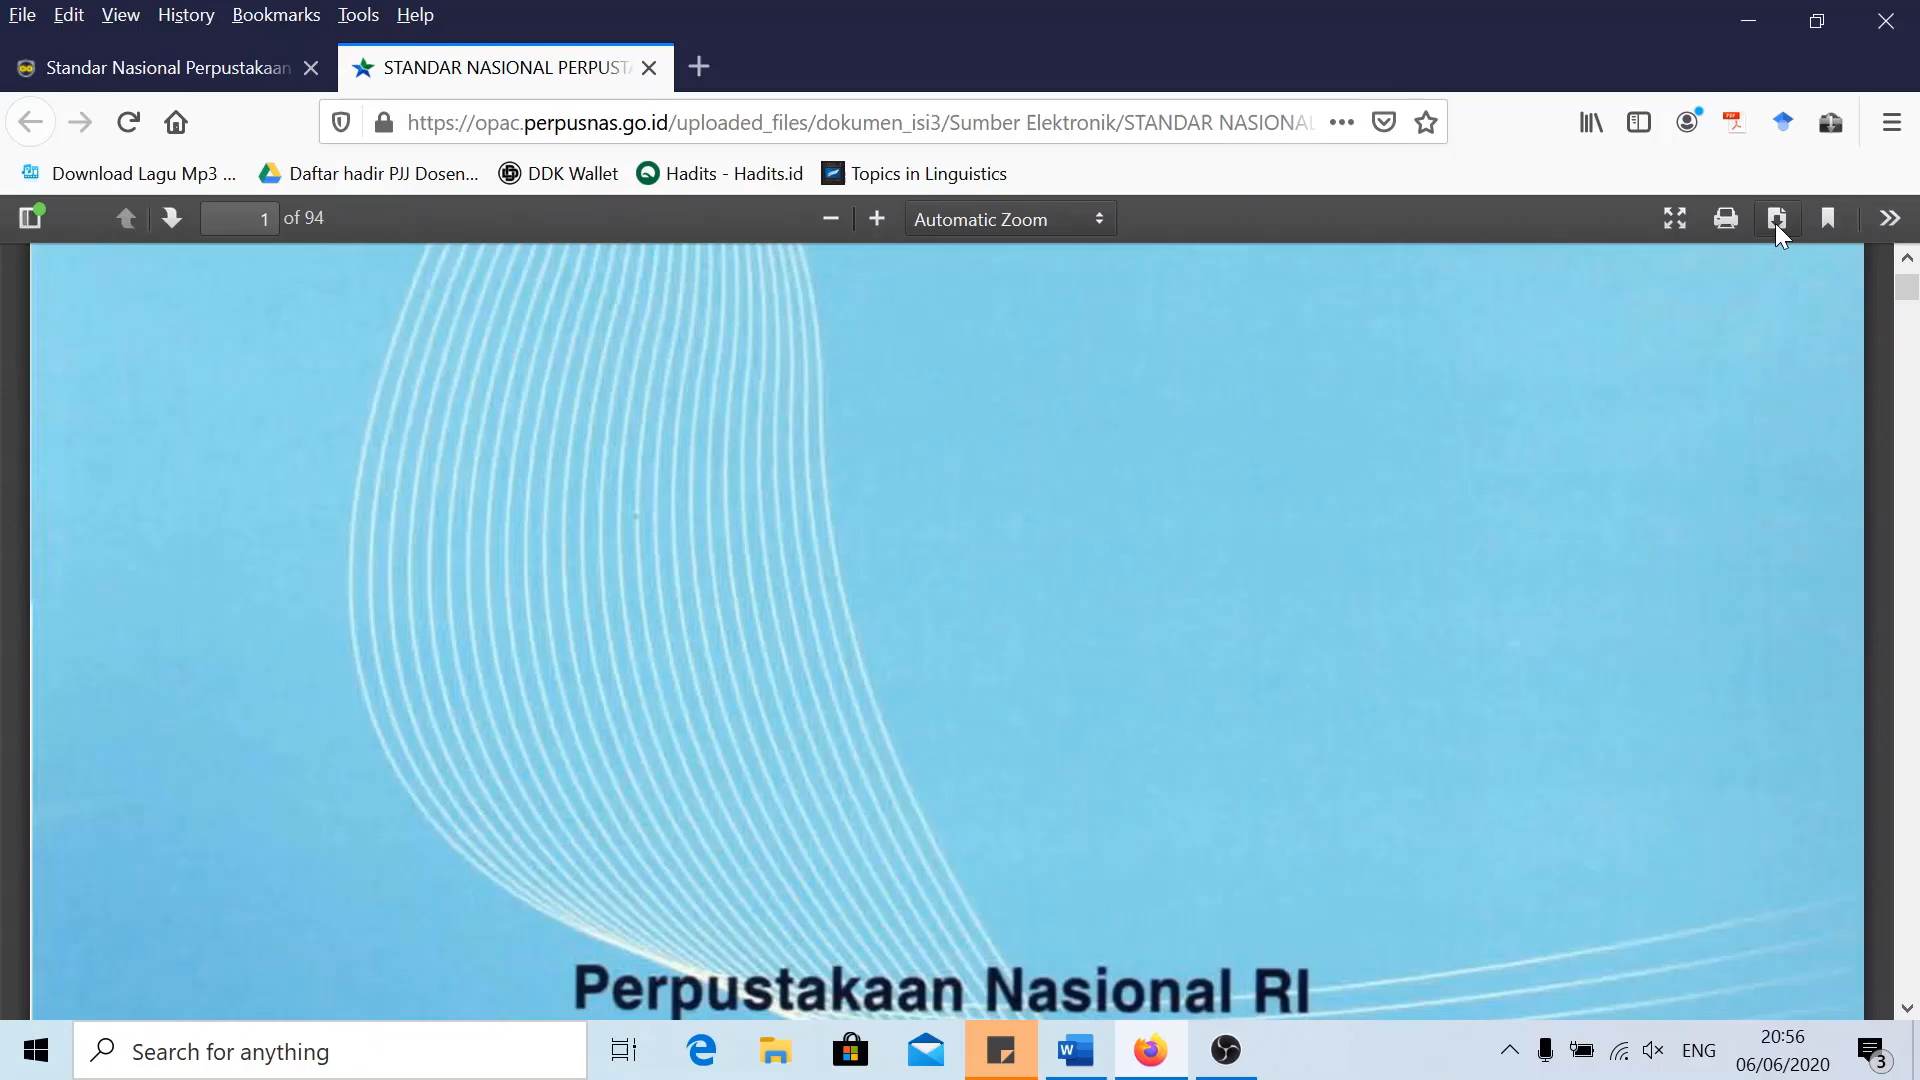 File Edit View History Bookmarks Tools Help
Standar Nasional Perpustakaan
STANDAR NASIONAL PERPUSTA
https://opac.perpusnas.go.id/uploaded_files/dokumen_isi3/Sumber Elektronik/STANDAR NASIONAL
Download Lagu Mp3 ... Daftar hadir PJJ Dosen... DDK Wallet Hadits - Hadits.id Topics in Linguistics
1 of 94 Automatic Zoom
Perpustakaan Nasional RI
Search for anything
ENG
20:56
06/06/2020
3